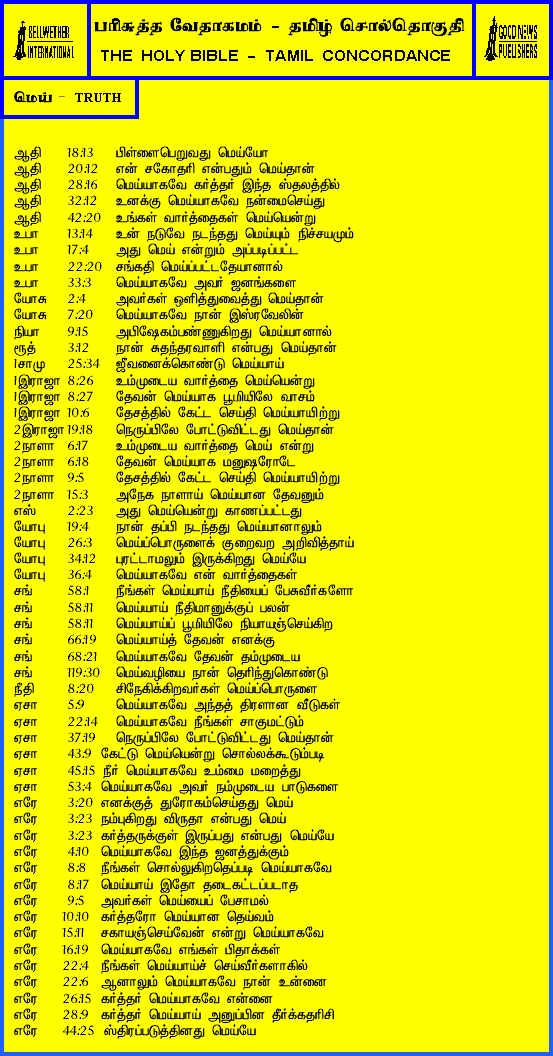 BELLWETHER
INTERNATIONAL
பரிசுத்த வேதாகமம் - தமிழ் சொல்தொகுதி
THE HOLY BIBLE - TAMIL CONCORDANCE
GOOD NEWS
PUBLISHERS
மெய் - TRUTH
ஆதி 18:13 பிள்ளைபெறுவது மெய்யோ
ஆதி 20:12 என் சகோதரி என்பதும் மெய்தான்
ஆதி 28:16 மெய்யாகவே கர்த்தர் இந்த ஸ்தலத்தில்
ஆதி 32:12 உனக்கு மெய்யாகவே நன்மைசெய்து
ஆதி 42:20 உங்கள் வார்த்தைகள் மெய்யென்று
உபா 13:14 உன் நடுவே நடந்தது மெய்யும் நிச்சயமும்
உபா 17:4 அது மெய் என்றும் அப்படிப்பட்ட
உபா 22:20 சங்கதி மெய்ப்பட்டதேயானால்
உபா 33:3 மெய்யாகவே அவர் ஜனங்களை
யோசு 2:4 அவர்கள் ஒளித்துவைத்து மெய்தான்
யோசு 7:20 மெய்யாகவே நான் இஸ்ரவேலின்
நியா 9:15 அபிஷேகம்பண்ணுகிறது மெய்யானால்
ரூத் 3:12 நான் சுதந்தரவாளி என்பது மெய்தான்
1சாமு 25:34 ஜீவனைக்கொண்டு மெய்யாய்
1இராஜா 8:26 உம்முடைய வார்த்தை மெய்யென்று
1இராஜா 8:27 தேவன் மெய்யாக பூமியிலே வாசம்
1இராஜா 10:6 தேசத்தில் கேட்ட செய்தி மெய்யாயிற்று
2இராஜா 19:18 நெருப்பிலே போட்டுவிட்டது மெய்தான்
2நாளா 6:17 உம்முடைய வார்த்தை மெய் என்று
2நாளா 6:18 தேவன் மெய்யாக மனுஷரோடே
2நாளா 9:5 தேசத்தில் கேட்ட செய்தி மெய்யாயிற்று
2நாளா 15:3 அநேக நாளாய் மெய்யான தேவனும்
எஸ் 2:23 அது மெய்யென்று காணப்பட்டது
யோபு 19:4 நான் தப்பி நடந்தது மெய்யானாலும்
யோபு 26:3 மெய்ப்பொருளைக் குறைவற அறிவித்தாய்
யோபு 34:12 புரட்டாமலும் இருக்கிறது மெய்யே
யோபு 36:4 மெய்யாகவே என் வார்த்தைகள்
சங் 58:1 நீங்கள் மெய்யாய் நீதியைப் பேசுவீர்களோ
சங் 58:11 மெய்யாய் நீதிமானுக்குப் பலன்
சங் 58:11 மெய்யாய்ப் பூமியிலே நியாயஞ்செய்கிற
சங் 66:19 மெய்யாய்த் தேவன் எனக்கு
சங் 68:21 மெய்யாகவே தேவன் தம்முடைய
சங் 119:30 மெய்வழியை நான் தெரிந்துகொண்டு
நீதி 8:20 சிநேகிக்கிறவர்கள் மெய்ப்பொருளை
ஏசா 5:9 மெய்யாகவே அந்தத் திரளான வீடுகள்
ஏசா 22:14 மெய்யாகவே நீங்கள் சாகுமட்டும்
ஏசா 37:19 நெருப்பிலே போட்டுவிட்டது மெய்தான்
ஏசா 43:9 கேட்டு மெய்யென்று சொல்லக்கூடும்படி
ஏசா 45:15 நீர் மெய்யாகவே உம்மை மறைத்து
ஏசா 53:4 மெய்யாகவே அவர் நம்முடைய பாடுகளை
எரே 3:20 எனக்குத் துரோகம்செய்தது மெய்
எரே 3:23 நம்புகிறது விருதா என்பது மெய்
எரே 3:23 கர்த்தருக்குள் இருப்பது என்பது மெய்யே
எரே 4:10 மெய்யாகவே இந்த ஜனத்துக்கும்
எரே 8:8 நீங்கள் சொல்லுகிறதெப்படி மெய்யாகவே
எரே 8:17 மெய்யாய் இதோ தடைகட்டப்படாத
எரே 9:5 அவர்கள் மெய்யைப் பேசாமல்
எரே 10:10 கர்த்தரோ மெய்யான தெய்வம்
எரே 15:11 சகாயஞ்செய்வேன் என்று மெய்யாகவே
எரே 16:19 மெய்யாகவே எங்கள் பிதாக்கள்
எரே 22:4 நீங்கள் மெய்யாய்ச் செய்வீர்களாகில்
எரே 22:6 ஆனாலும் மெய்யாகவே நான் உன்னை
எரே 26:15 கர்த்தர் மெய்யாகவே என்னை
எரே 28:9 கர்த்தர் மெய்யாய் அனுப்பின தீர்க்கதரிசி
எரே 44:25 ஸ்திரப்படுத்தினது மெய்யே